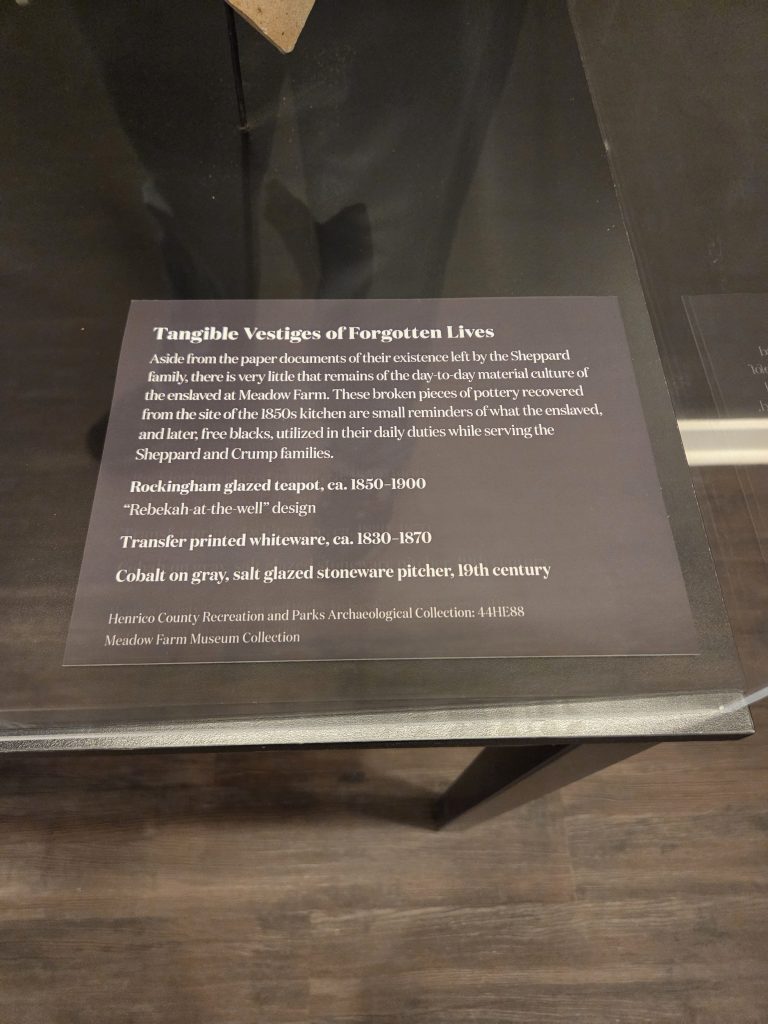 Tangible Vestiges of Forgotten Lives
Aside from the paper documents of their existence left by the Sheppard
family, there is very little that remains of the day-to-day material culture of
the enslaved at Meadow Farm. These broken pieces of pottery recovered
from the site of the 1850s kitchen are small reminders of what the enslaved,
and later, free blacks, utilized in their daily duties while serving the
Sheppard and Crump families.
Rockingham glazed teapot, ca. 1850–1900
“Rebekah-at-the-well” design
Transfer printed whiteware, ca. 1830–1870
Cobalt on gray, salt glazed stoneware pitcher, 19th century
Henrico County Recreation and Parks Archaeological Collection: 44HE88
Meadow Farm Museum Collection